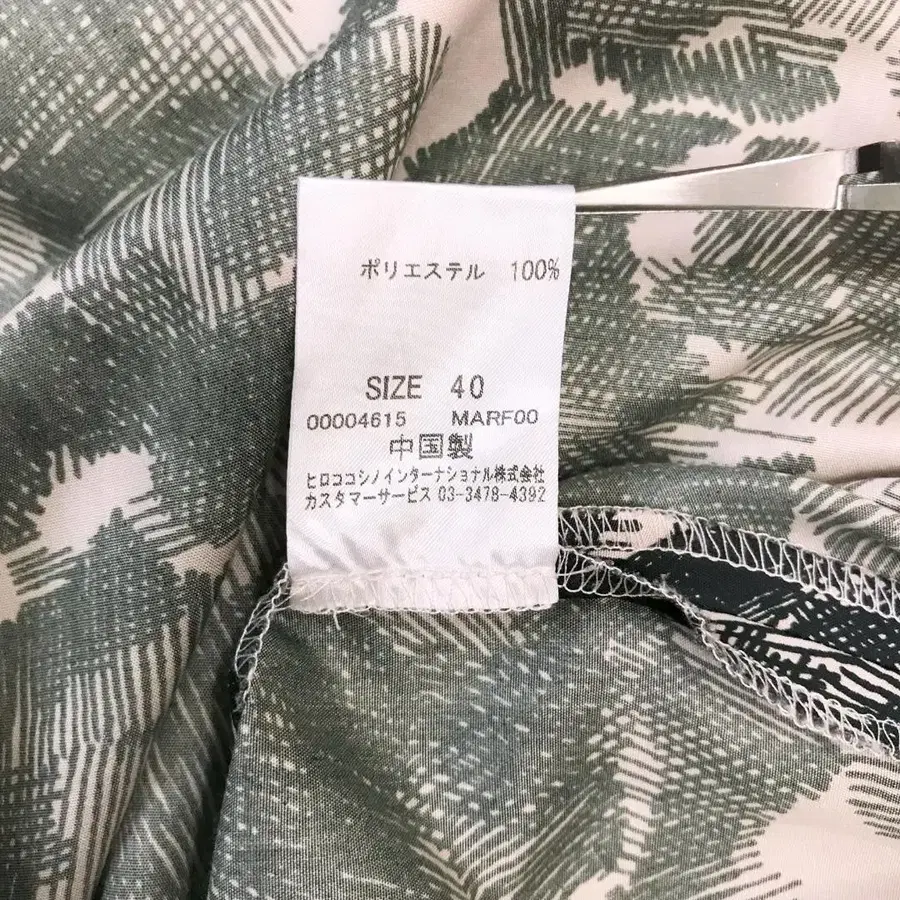 ポリエステル 100%
SIZE 40
00004615 MARF00
中国製
ヒロココシノインターナショナル株式会社
カスタマーサービス 03-3478-4392